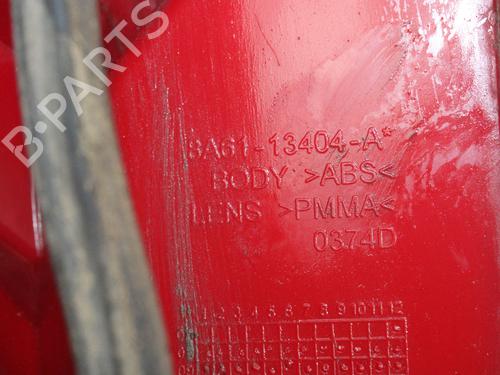 B-PARTS
8A61-13404-A*
BODY >ABS<
LENS >PMMA<
0374D
1 2 3 4 5 6 7 8 9 10 11 12